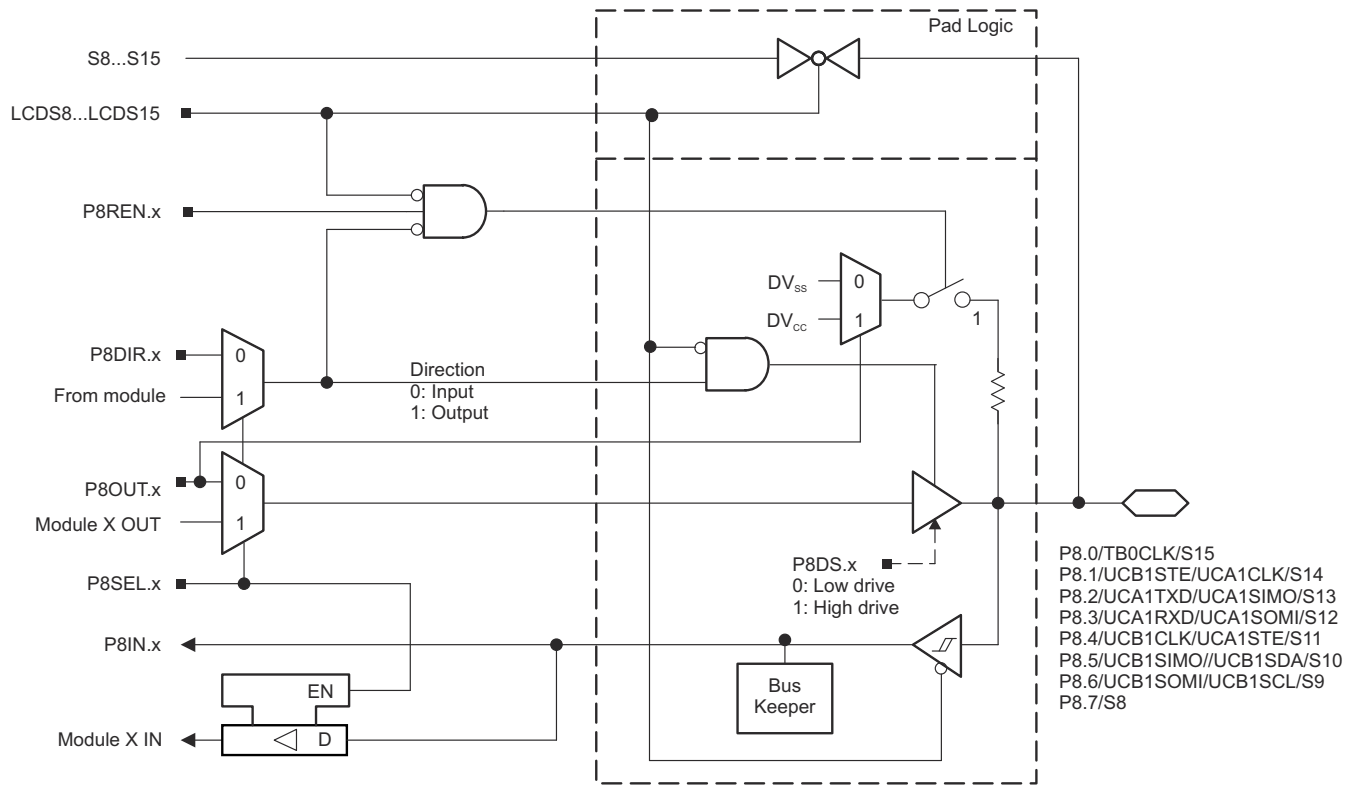 Pad Logic
S8...S15
LCDS8...LCDS15
P8REN.x
DVSS
0
DVCC
1
1
P8DIR.x
0
From module
1
Direction
0: Input
1: Output
P8OUT.x
0
Module X OUT
1
P8SEL.x
P8DS.x
0: Low drive
1: High drive
P8IN.x
EN
Module X IN
D
Bus
Keeper
P8.0/TB0CLK/S15
P8.1/UCB1STE/UCA1CLK/S14
P8.2/UCA1TXD/UCA1SIMO/S13
P8.3/UCA1RXD/UCA1SOMI/S12
P8.4/UCB1CLK/UCA1STE/S11
P8.5/UCB1SIMO//UCB1SDA/S10
P8.6/UCB1SOMI/UCB1SCL/S9
P8.7/S8